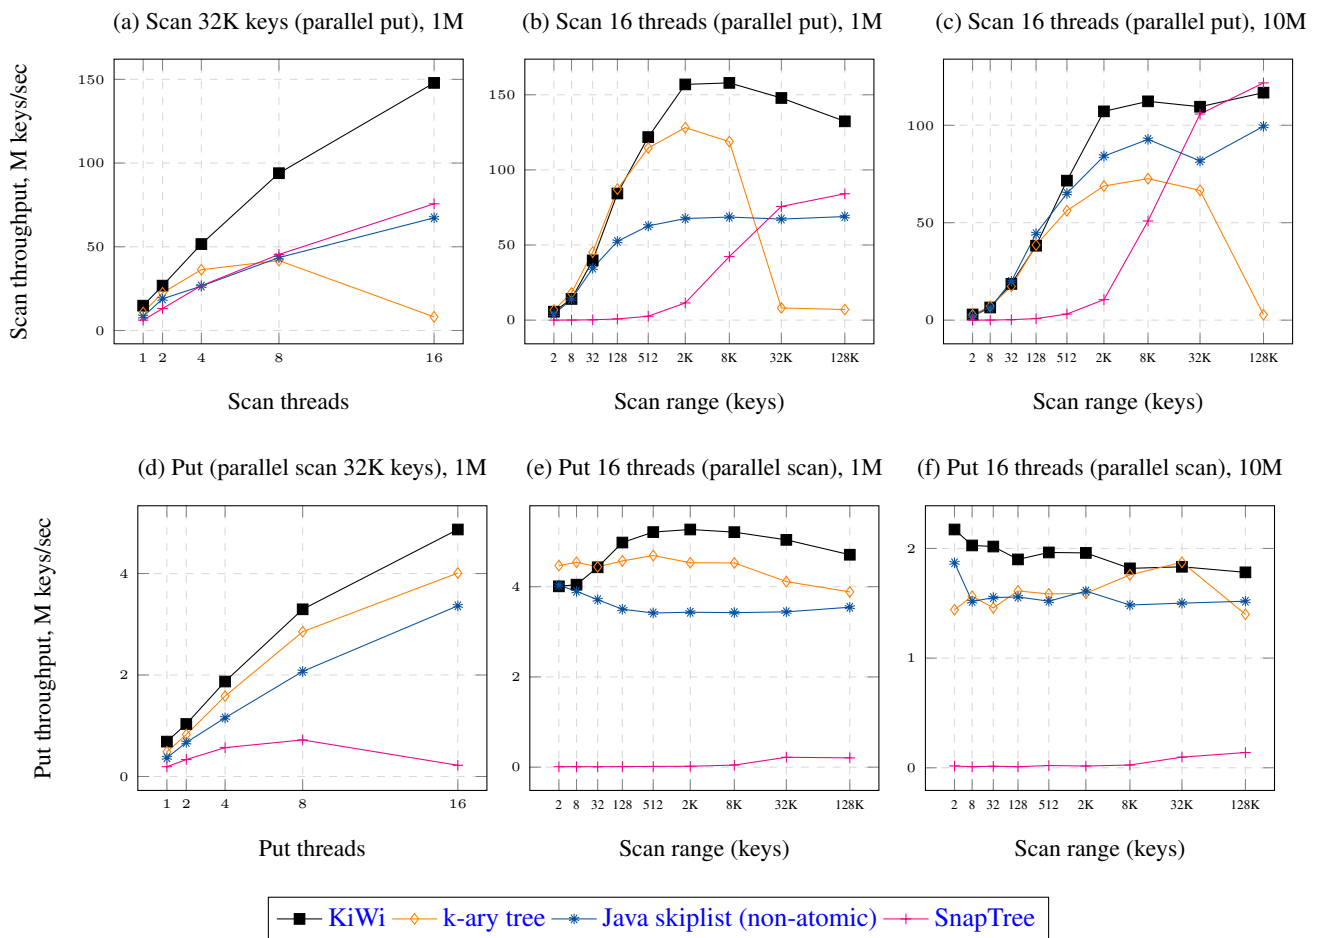 (a) Scan 32K keys (parallel put), 1M
(b) Scan 16 threads (parallel put), 1M
(c) Scan 16 threads (parallel put), 10M
Scan throughput, M keys/sec
150
100
50
0
1 2 4 8 16
Scan threads
150
100
50
0
2 8 32 128 512 2K 8K 32K 128K
Scan range (keys)
100
50
0
2 8 32 128 512 2K 8K 32K 128K
Scan range (keys)
(d) Put (parallel scan 32K keys), 1M
(e) Put 16 threads (parallel scan), 1M
(f) Put 16 threads (parallel scan), 10M
Put throughput, M keys/sec
4
2
0
1 2 4 8 16
Put threads
4
2
0
2 8 32 128 512 2K 8K 32K 128K
Scan range (keys)
2
1
0
2 8 32 128 512 2K 8K 32K 128K
Scan range (keys)
KiWi k-ary tree Java skiplist (non-atomic) SnapTree